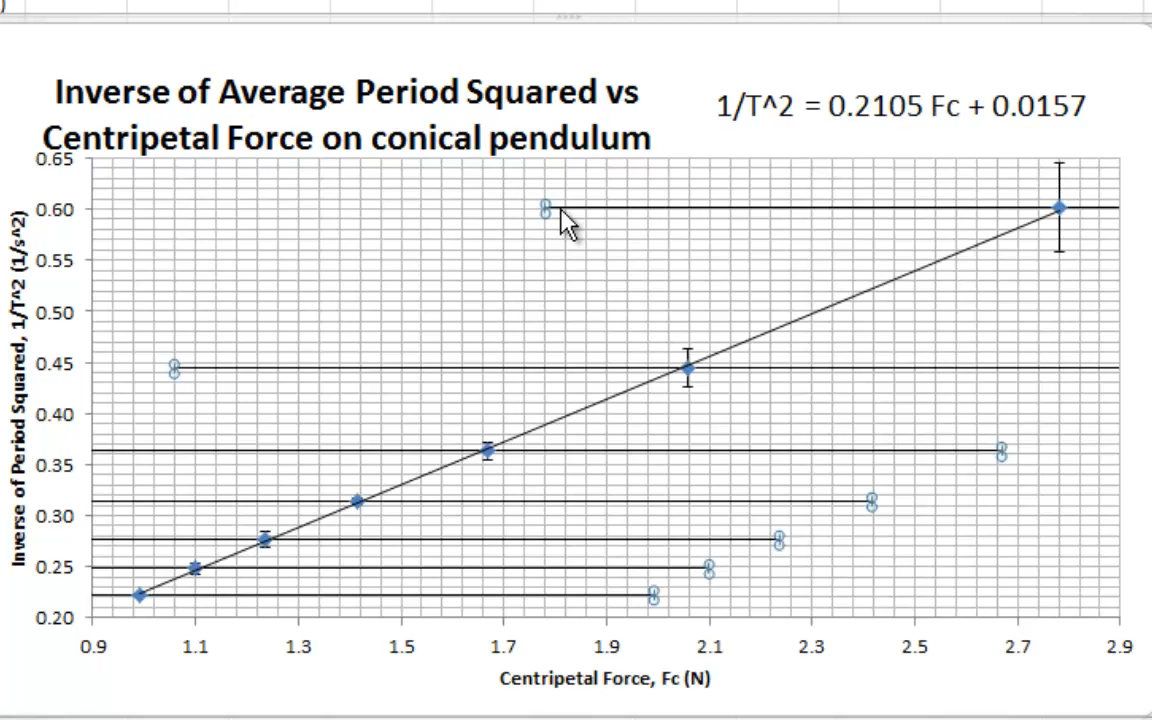 )
Inverse of Average Period Squared vs
Centripetal Force on conical pendulum
1/T^2 = 0.2105 Fc + 0.0157
Inverse of Period Squared, 1/T^2 (1/s^2)
0.65
0.60
0.55
0.50
0.45
0.40
0.35
0.30
0.25
0.20
0.9 1.1 1.3 1.5 1.7 1.9 2.1 2.3 2.5 2.7 2.9
Centripetal Force, Fc (N)